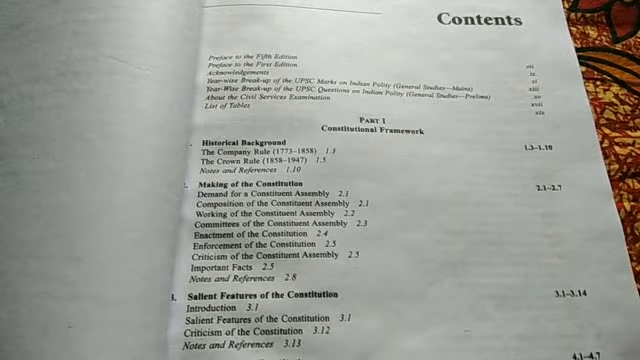 Contents
Preface to the Fifth Edition vii
Preface to the First Edition ix
Acknowledgements xi
Year-wise Break-up of the UPSC Marks on Indian Polity (General Studies—Mains) xiii
Year-Wise Break-up of the UPSC Questions on Indian Polity (General Studies—Prelims) xv
About the Civil Services Examination xvii
List of Tables xix
PART I
Constitutional Framework
Historical Background 1.3–1.10
The Company Rule (1773–1858) 1.3
The Crown Rule (1858–1947) 1.5
Notes and References 1.10
Making of the Constitution 2.1–2.7
Demand for a Constituent Assembly 2.1
Composition of the Constituent Assembly 2.1
Working of the Constituent Assembly 2.2
Committees of the Constituent Assembly 2.3
Enactment of the Constitution 2.4
Enforcement of the Constitution 2.5
Criticism of the Constituent Assembly 2.5
Important Facts 2.5
Notes and References 2.8
3. Salient Features of the Constitution 3.1–3.14
Introduction 3.1
Salient Features of the Constitution 3.1
Criticism of the Constitution 3.12
Notes and References 3.13
4.1–4.7